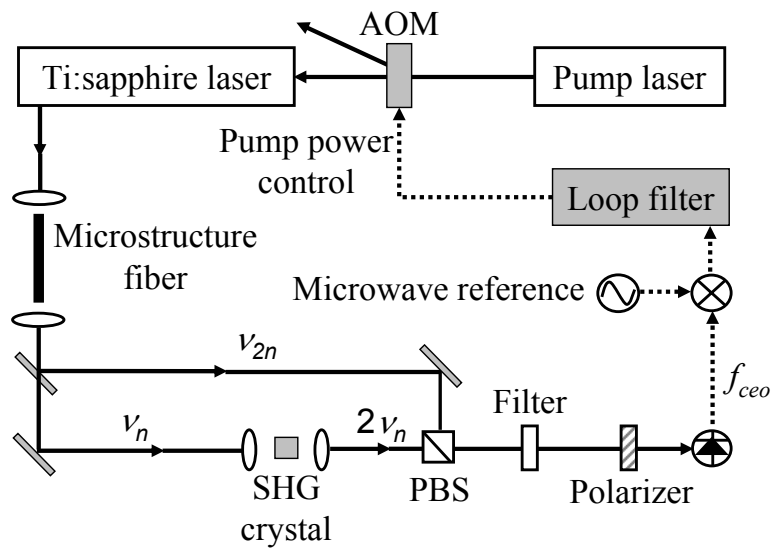 AOM
Ti:sapphire laser
Pump laser
Pump power
control
Loop filter
Microstructure
fiber
Microwave reference
ν2n
fceo
Filter
νn
2νn
SHG
crystal
PBS
Polarizer